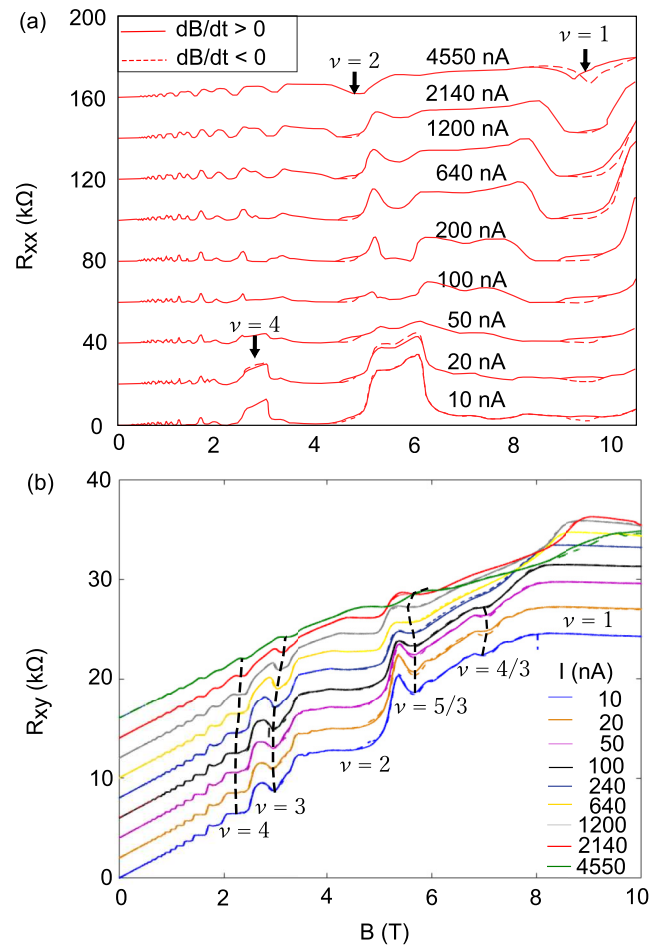 (a)
200
dB/dt > 0
dB/dt < 0
ν = 2
4550 nA
ν = 1
160
2140 nA
1200 nA
120
640 nA
Rxx (kΩ)
200 nA
80
100 nA
ν = 4
50 nA
40
20 nA
10 nA
0
0 2 4 6 8 10
(b)
40
30
20
10
0
Rxy (kΩ)
ν = 1
ν = 4/3
ν = 5/3
ν = 2
ν = 3
ν = 4
I (nA)
10
20
50
100
240
640
1200
2140
4550
0 2 4 6 8 10
B (T)